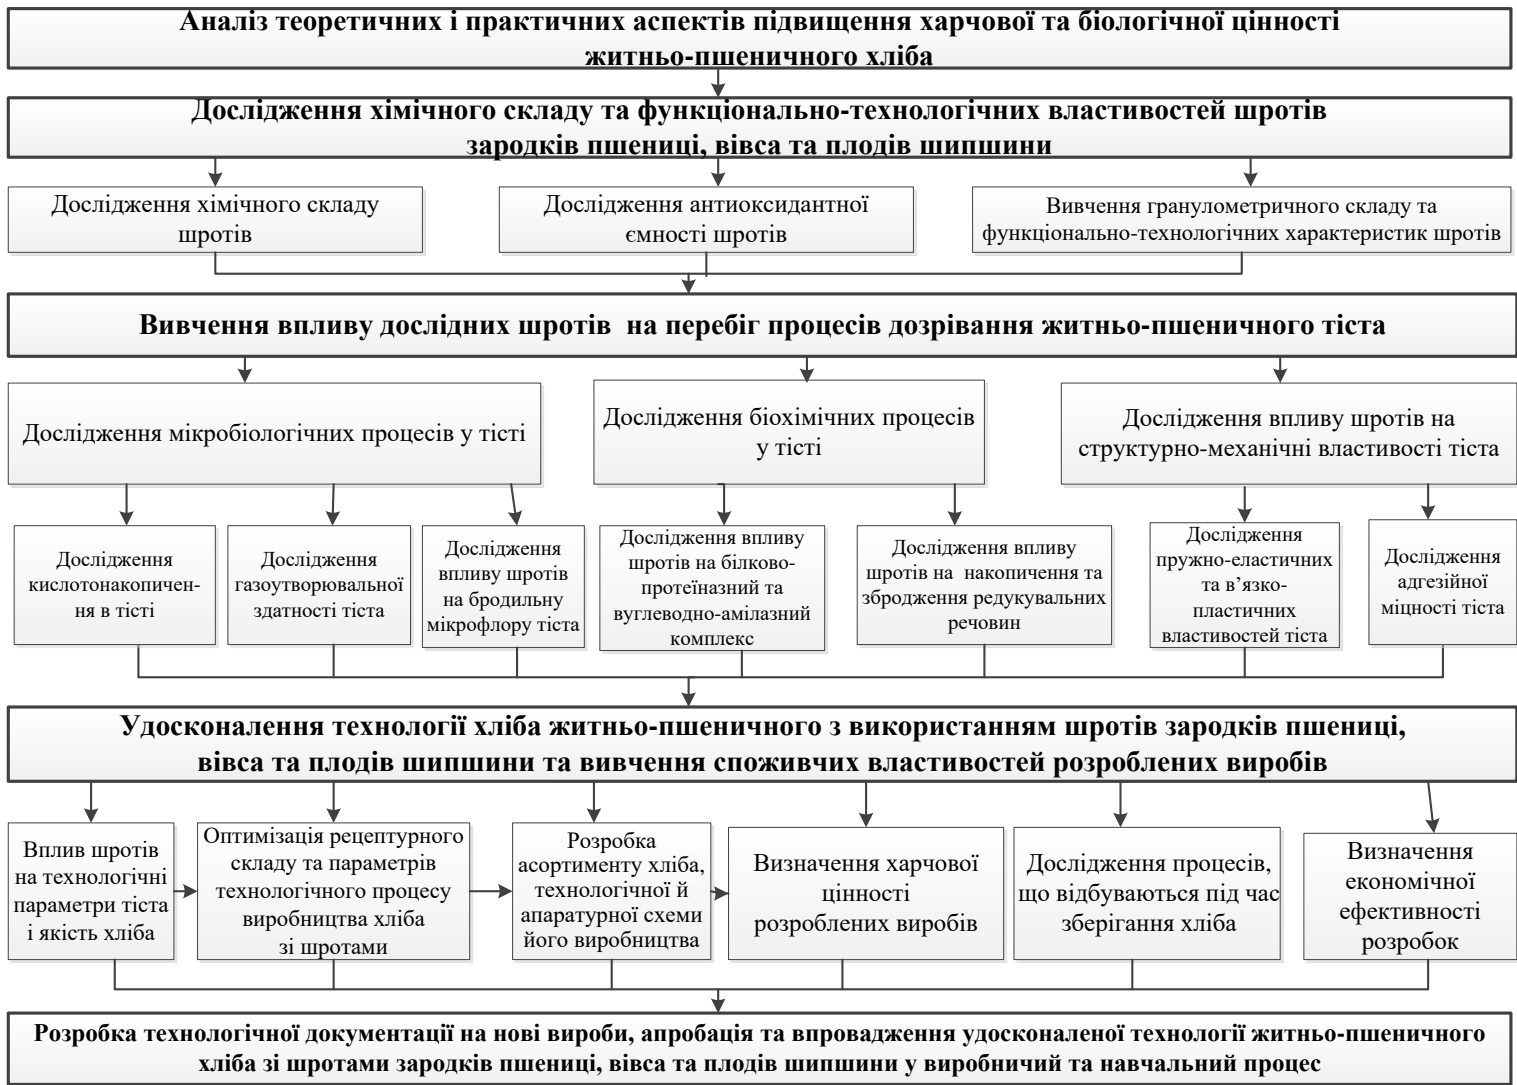 Аналіз теоретичних і практичних аспектів підвищення харчової та біологічної цінності
житньо-пшеничного хліба
Дослідження хімічного складу та функціонально-технологічних властивостей шротів
зародків пшениці, вівса та плодів шипшини
Дослідження хімічного складу
шротів
Дослідження антиоксидантної
ємності шротів
Вивчення гранулометричного складу та
функціонально-технологічних характеристик шротів
Вивчення впливу дослідних шротів на перебіг процесів дозрівання житньо-пшеничного тіста
Дослідження мікробіологічних процесів у тісті
Дослідження біохімічних процесів
у тісті
Дослідження впливу шротів на
структурно-механічні властивості тіста
Дослідження
кислотонакопичен-
ня в тісті
Дослідження
газоутворювальної
здатності тіста
Дослідження
впливу шротів
на бродильну
мікрофлору тіста
Дослідження впливу
шротів на білково-
протеїназний та
вуглеводно-амілазний
комплекс
Дослідження впливу
шротів на накопичення та
збродження редукувальних
речовин
Дослідження
пружно-еластичних
та в’язко-
пластичних
властивостей тіста
Дослідження
адгезійної
міцності тіста
Удосконалення технології хліба житньо-пшеничного з використанням шротів зародків пшениці,
вівса та плодів шипшини та вивчення споживчих властивостей розроблених виробів
Вплив шротів
на технологічні
параметри тіста
і якість хліба
Оптимізація рецептурного
складу та параметрів
технологічного процесу
виробництва хліба
зі шротами
Розробка
асортименту хліба,
технологічної й
апаратурної схеми
його виробництва
Визначення харчової
цінності
розроблених виробів
Дослідження процесів,
що відбуваються під час
зберігання хліба
Визначення
економічної
ефективності
розробок
Розробка технологічної документації на нові вироби, апробація та впровадження удосконаленої технології житньо-пшеничного
хліба зі шротами зародків пшениці, вівса та плодів шипшини у виробничий та навчальний процес